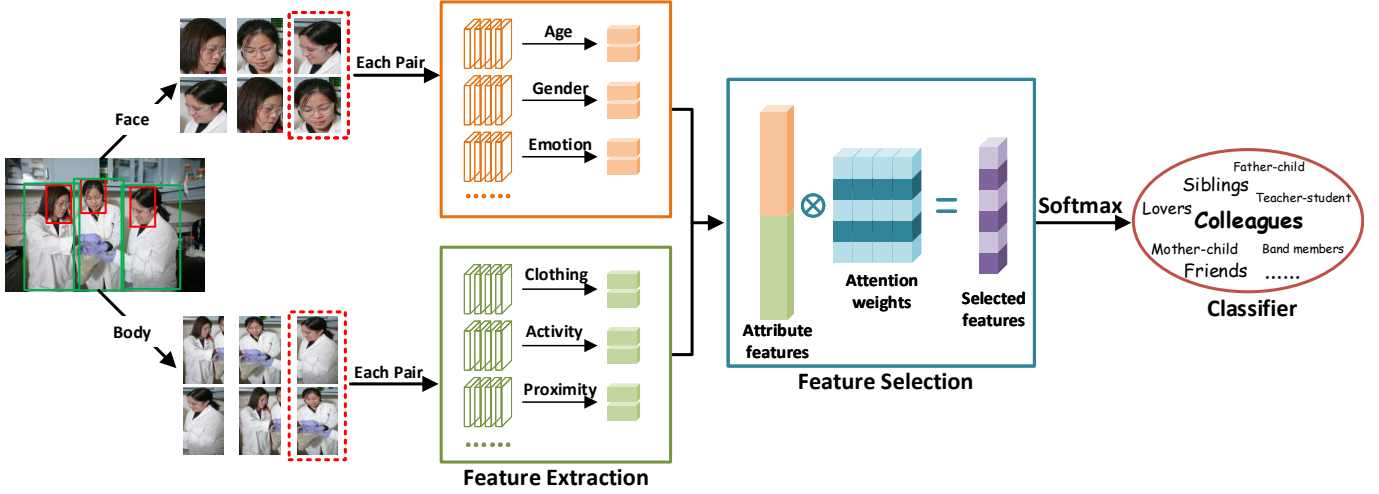 Face
Body
Each Pair
Each Pair
Age
Gender
Emotion
......
Clothing
Activity
Proximity
......
Feature Extraction
Attribute
features
Attention
weights
Selected
features
Feature Selection
Softmax
Father-child
Siblings
Teacher-student
Lovers
Colleagues
Mother-child
Band members
Friends
......
Classifier